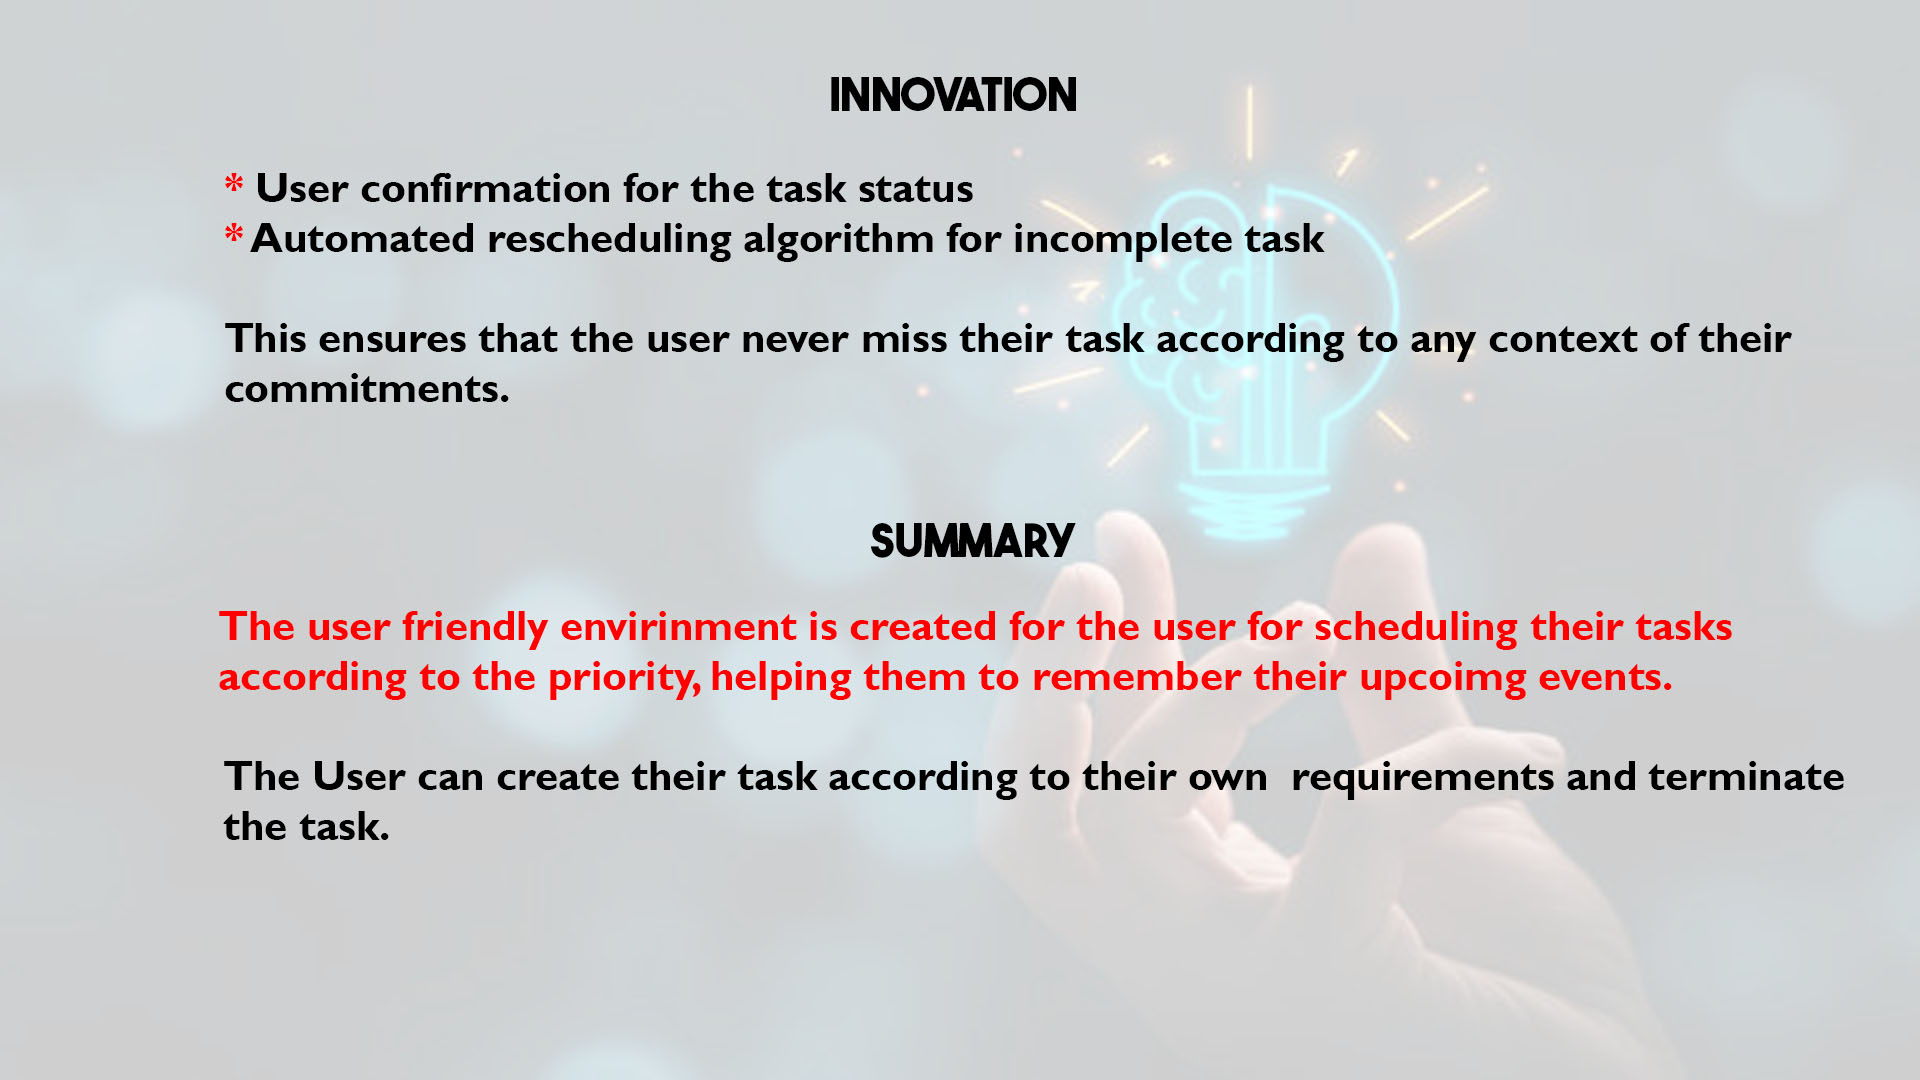 INNOVATION
* User confirmation for the task status
* Automated rescheduling algorithm for incomplete task
This ensures that the user never miss their task according to any context of their
commitments.
SUMMARY
The user friendly envirinment is created for the user for scheduling their tasks
according to the priority, helping them to remember their upcoimg events.
The User can create their task according to their own  requirements and terminate
the task.